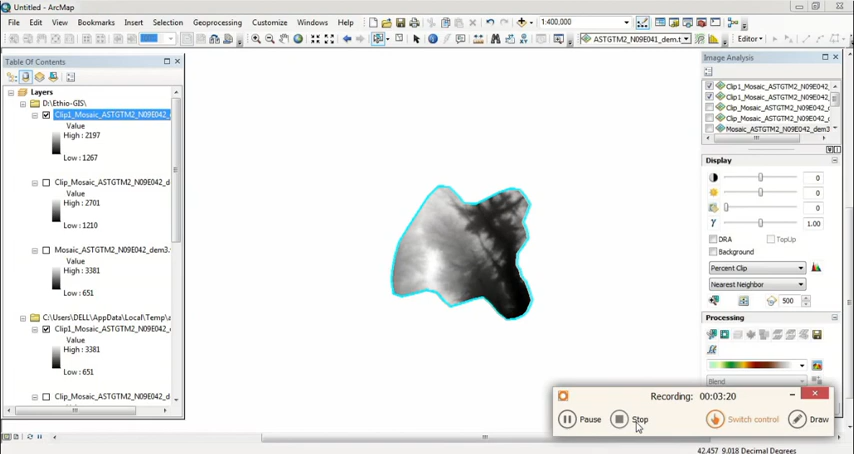 Untitled - ArcMap
File Edit View Bookmarks Insert Selection Geoprocessing Customize Windows Help
1:400,000
ASTGTM2_N09E041_dem.t
Editor
Table Of Contents
Layers
D:\Ethio-GIS\
Clip1_Mosaic_ASTGTM2_N09E042_
Value
High : 2197
Low : 1267
Clip_Mosaic_ASTGTM2_N09E042_d
Value
High : 2701
Low : 1210
Mosaic_ASTGTM2_N09E042_dem3.
Value
High : 3381
Low : 651
C:\Users\DELL\AppData\Local\Temp\a
Clip1_Mosaic_ASTGTM2_N09E042_d
Value
High : 3381
Low : 651
Clip_Mosaic_ASTGTM2_N09E042_d
Image Analysis
Clip1_Mosaic_ASTGTM2_N09E042_
Clip1_Mosaic_ASTGTM2_N09E042_
Clip_Mosaic_ASTGTM2_N09E042_d
Clip_Mosaic_ASTGTM2_N09E042_d
Mosaic_ASTGTM2_N09E042_dem3
Display
0
0
0
1.00
DRA TopUp
Background
Percent Clip
Nearest Neighbor
500
Processing
Blend
Recording: 00:03:20
Pause Stop Switch control Draw
42.457 9.018 Decimal Degrees